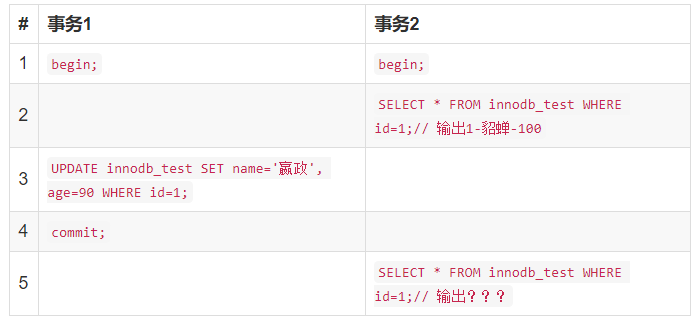 # 事务1 事务2
1 begin; begin;
2 SELECT * FROM innodb_test WHERE
id=1;// 输出1-貂蝉-100
3 UPDATE innodb_test SET name='嬴政',
age=90 WHERE id=1;
4 commit;
5 SELECT * FROM innodb_test WHERE
id=1;// 输出？？？